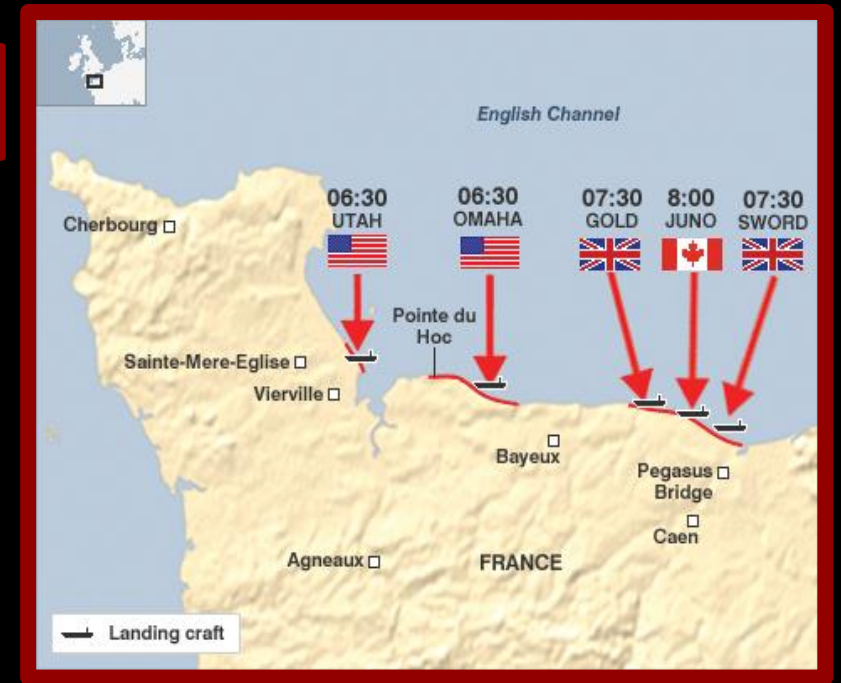 English Channel
06:30
UTAH
06:30
OMAHA
07:30
GOLD
8:00
JUNO
07:30
SWORD
Cherbourg
Pointe du
Hoc
Sainte-Mere-Eglise
Vierville
Bayeux
Pegasus
Bridge
Caen
Agneaux
FRANCE
Landing craft